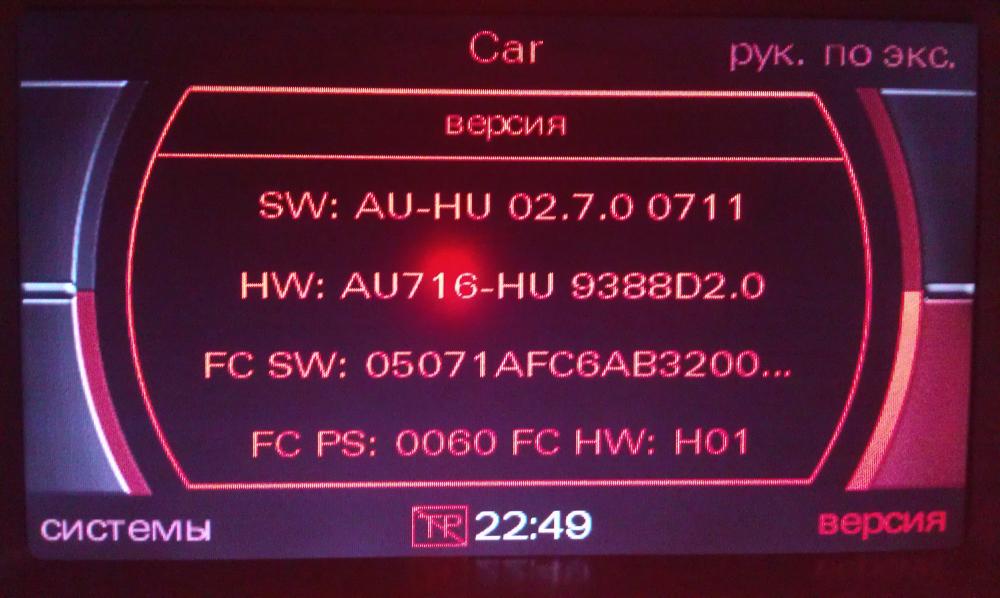 Car
рук. по экс.
версия
SW: AU-HU 02.7.0 0711
HW: AU716-HU 9388D2.0
FC SW: 05071AFC6AB3200...
FC PS: 0060 FC HW: H01
системы
TP 22:49
версия